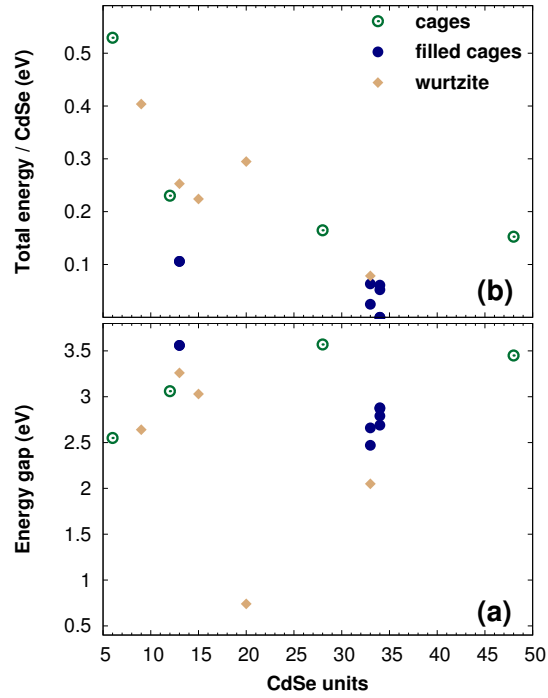 cages
filled cages
wurtzite
Total energy / CdSe (eV)
0.5
0.4
0.3
0.2
0.1
(b)
Energy gap (eV)
3.5
3
2.5
2
1.5
1
0.5
(a)
5 10 15 20 25 30 35 40 45 50
CdSe units